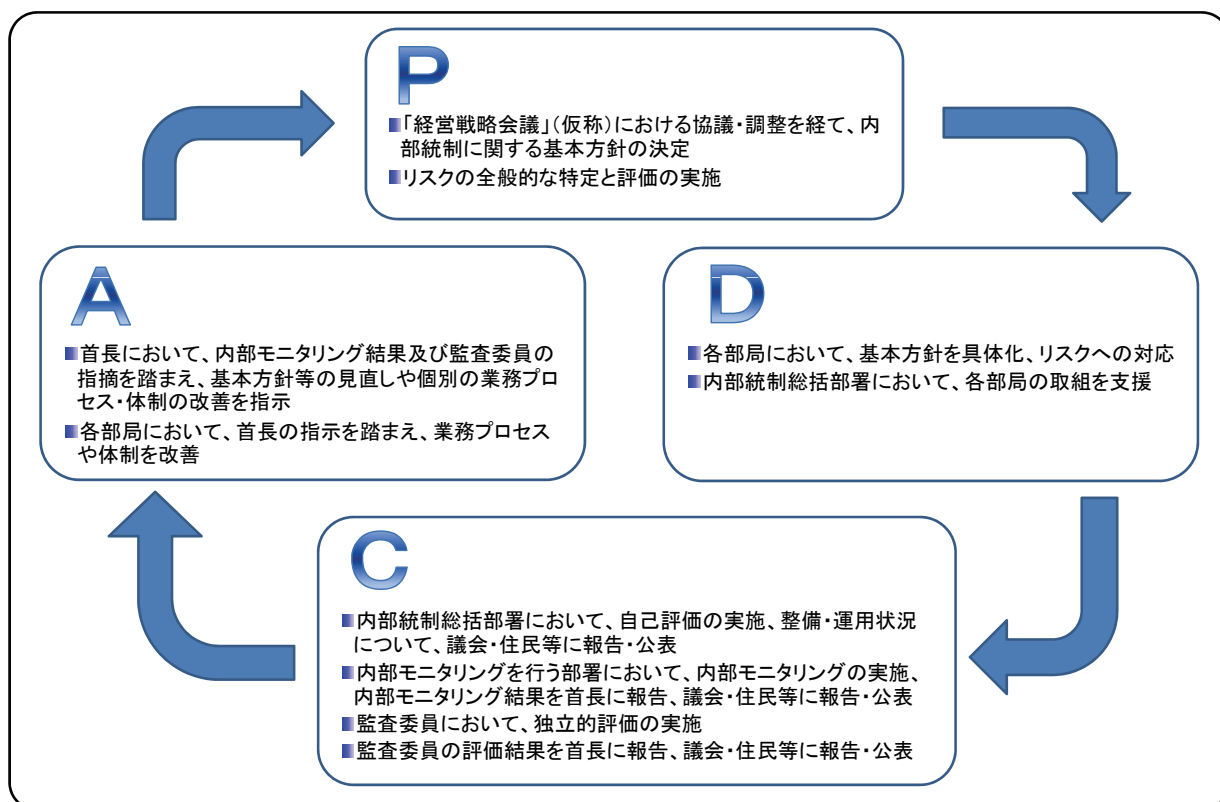 P
■「経営戦略会議」(仮称)における協議・調整を経て、内
部統制に関する基本方針の決定
■リスクの全般的な特定と評価の実施
D
■各部局において、基本方針を具体化、リスクへの対応
■内部統制総括部署において、各部局の取組を支援
C
■内部統制総括部署において、自己評価の実施、整備・運用状況
について、議会・住民等に報告・公表
■内部モニタリングを行う部署において、内部モニタリングの実施、
内部モニタリング結果を首長に報告、議会・住民等に報告・公表
■監査委員において、独立的評価の実施
■監査委員の評価結果を首長に報告、議会・住民等に報告・公表
A
■首長において、内部モニタリング結果及び監査委員の
指摘を踏まえ、基本方針等の見直しや個別の業務プロ
セス・体制の改善を指示
■各部局において、首長の指示を踏まえ、業務プロセス
や体制を改善